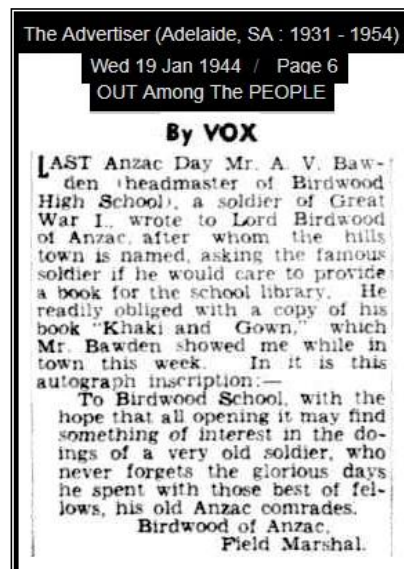 The Advertiser (Adelaide, SA : 1931 - 1954)
Wed 19 Jan 1944 / Page 6
OUT Among The PEOPLE
By VOX
LAST Anzac Day Mr. A. V. Baw-
den (headmaster of Birdwood
High School), a soldier of Great
War I., wrote to Lord Birdwood
of Anzac, after whom the hills
town is named, asking the famous
soldier if he would care to provide
a book for the school library. He
readily obliged with a copy of his
book "Khaki and Gown," which
Mr. Bawden showed me while in
town this week. In it is this
autograph inscription:—
To Birdwood School, with the
hope that all opening it may find
something of interest in the do-
ings of a very old soldier, who
never forgets the glorious days
he spent with those best of fel-
lows, his old Anzac comrades.
Birdwood of Anzac,
Field Marshal.